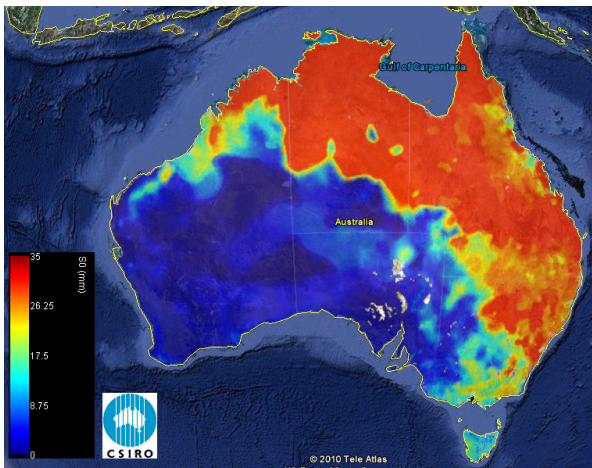 Gulf of Carpentaria
Australia
35
S0 (mm)
26.25
17.5
8.75
0
CSIRO
© 2010 Tele Atlas